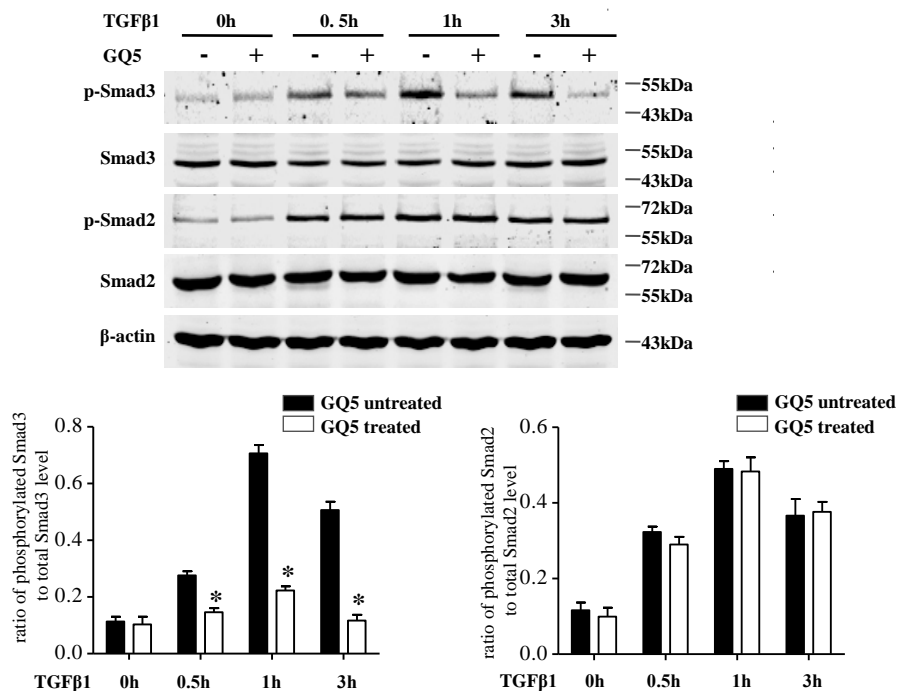 TGFβ1 0h 0.5h 1h 3h
GQ5 - + - + - + - +
p-Smad3 55kDa
43kDa
Smad3 55kDa
43kDa
p-Smad2 72kDa
55kDa
Smad2 72kDa
55kDa
β-actin 43kDa
GQ5 untreated
GQ5 treated
ratio of phosphorylated Smad3
to total Smad3 level
0.8
0.6
0.4
0.2
0.0
* * *
TGFβ1 0h 0.5h 1h 3h
GQ5 untreated
GQ5 treated
ratio of phosphorylated Smad2
to total Smad2 level
0.6
0.4
0.2
0.0
TGFβ1 0h 0.5h 1h 3h